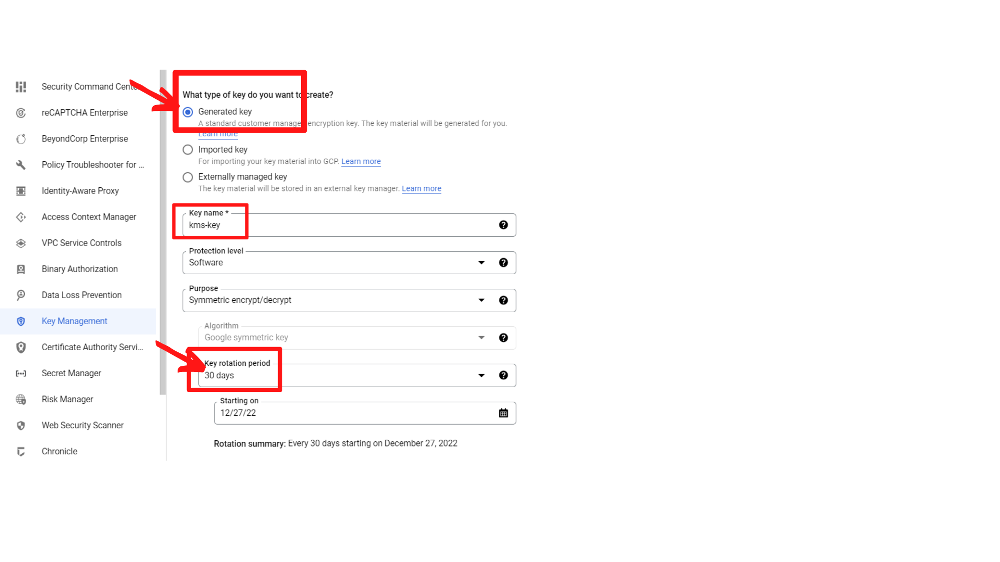 Security Command Cente
reCAPTCHA Enterprise
BeyondCorp Enterprise
Policy Troubleshooter for ...
Identity-Aware Proxy
Access Context Manager
VPC Service Controls
Binary Authorization
Data Loss Prevention
Key Management
Certificate Authority Servi...
Secret Manager
Risk Manager
Web Security Scanner
Chronicle
What type of key do you want to create?
Generated key
A standard customer managed encryption key. The key material will be generated for you.
Learn more
Imported key
For importing your key material into GCP. Learn more
Externally managed key
The key material will be stored in an external key manager. Learn more
Key name *
kms-key
Protection level
Software
Purpose
Symmetric encrypt/decrypt
Algorithm
Google symmetric key
Key rotation period
30 days
Starting on
12/27/22
Rotation summary: Every 30 days starting on December 27, 2022